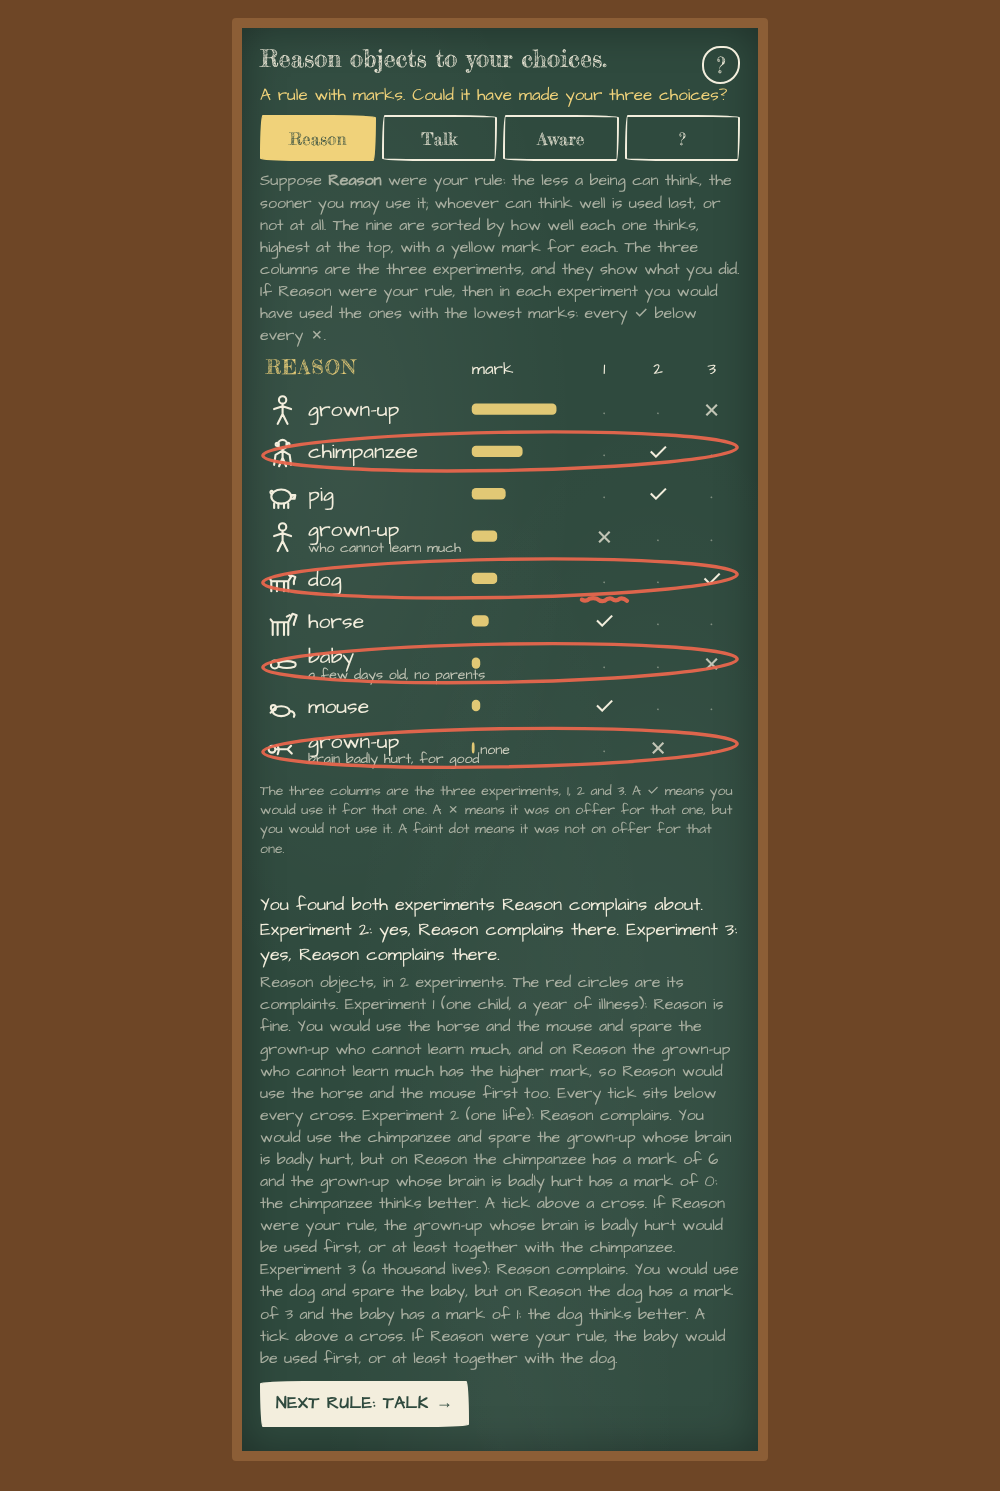 Reason objects to your choices.
?
A rule with marks. Could it have made your three choices?
Reason Talk Aware ?
Suppose Reason were your rule: the less a being can think, the
sooner you may use it; whoever can think well is used last, or
not at all. The nine are sorted by how well each one thinks,
highest at the top, with a yellow mark for each. The three
columns are the three experiments, and they show what you did.
If Reason were your rule, then in each experiment you would
have used the ones with the lowest marks: every ✓ below
every ✕.
REASON mark 1 2 3
grown-up ✕
chimpanzee ✓
pig ✓
grown-up ✕
who cannot learn much
dog ✓
horse ✓
baby ✕
a few days old, no parents
mouse ✓
grown-up none ✕
brain badly hurt, for good
The three columns are the three experiments, 1, 2 and 3. A ✓ means you
would use it for that one. A ✕ means it was on offer for that one, but
you would not use it. A faint dot means it was not on offer for that
one.
You found both experiments Reason complains about.
Experiment 2: yes, Reason complains there. Experiment 3:
yes, Reason complains there.
Reason objects, in 2 experiments. The red circles are its
complaints. Experiment 1 (one child, a year of illness): Reason is
fine. You would use the horse and the mouse and spare the
grown-up who cannot learn much, and on Reason the grown-up
who cannot learn much has the higher mark, so Reason would
use the horse and the mouse first too. Every tick sits below
every cross. Experiment 2 (one life): Reason complains. You
would use the chimpanzee and spare the grown-up whose brain
is badly hurt, but on Reason the chimpanzee has a mark of 6
and the grown-up whose brain is badly hurt has a mark of 0:
the chimpanzee thinks better. A tick above a cross. If Reason
were your rule, the grown-up whose brain is badly hurt would
be used first, or at least together with the chimpanzee.
Experiment 3 (a thousand lives): Reason complains. You would use
the dog and spare the baby, but on Reason the dog has a mark
of 3 and the baby has a mark of 1: the dog thinks better. A
tick above a cross. If Reason were your rule, the baby would
be used first, or at least together with the dog.
NEXT RULE: TALK →